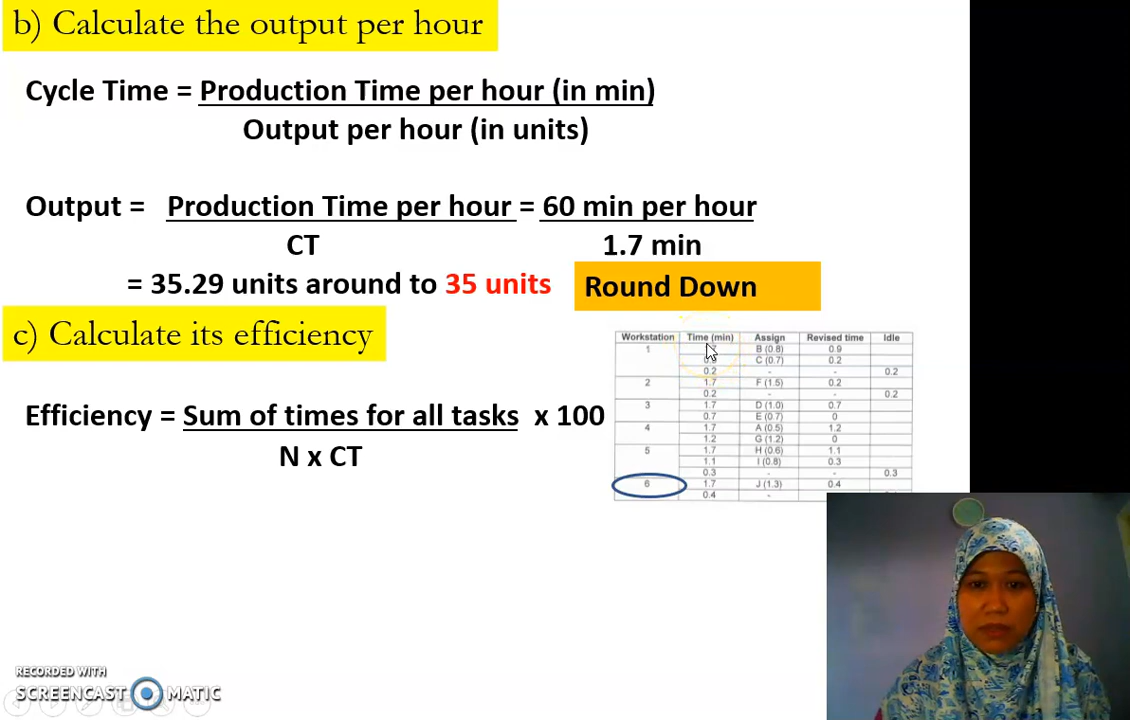 b) Calculate the output per hour
Cycle Time = Production Time per hour (in min)
Output per hour (in units)
Output = Production Time per hour = 60 min per hour
CT 1.7 min
= 35.29 units around to 35 units Round Down
c) Calculate its efficiency
Efficiency = Sum of times for all tasks x 100
N x CT
Workstation Time (min) Assign Revised time Idle
1 B (0.8) 0.9
C (0.7) 0.2
0.2 - - 0.2
2 1.7 F (1.5) 0.2
0.2 - - 0.2
3 1.7 D (1.0) 0.7
0.7 E (0.7) 0
4 1.7 A (0.5) 1.2
1.2 G (1.2) 0
5 1.7 H (0.6) 1.1
1.1 I (0.8) 0.3
0.3 - - 0.3
6 1.7 J (1.3) 0.4
0.4 -
RECORDED WITH
SCREENCAST MATIC